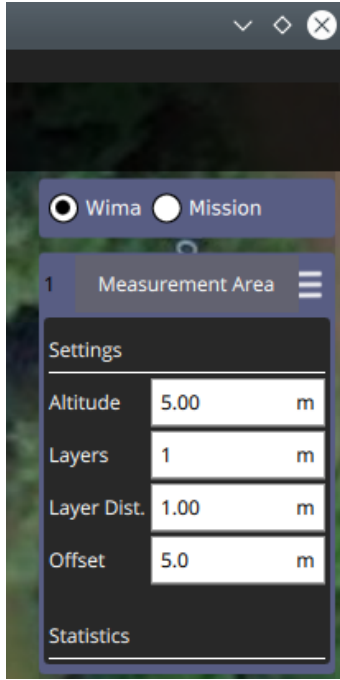 Wima Mission
1 Measurement Area
Settings
Altitude 5.00 m
Layers 1 m
Layer Dist. 1.00 m
Offset 5.0 m
Statistics